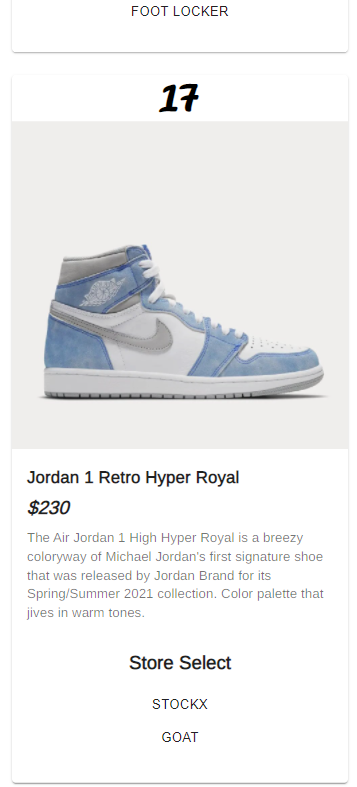 FOOT LOCKER
17
Jordan 1 Retro Hyper Royal
$230
The Air Jordan 1 High Hyper Royal is a breezy
coloryway of Michael Jordan's first signature shoe
that was released by Jordan Brand for its
Spring/Summer 2021 collection. Color palette that
jives in warm tones.
Store Select
STOCKX
GOAT